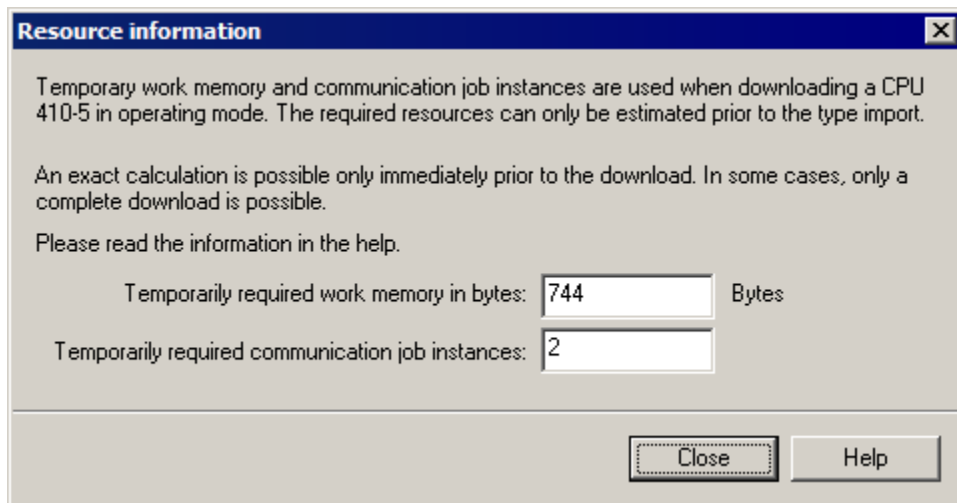 Resource information
Temporary work memory and communication job instances are used when downloading a CPU
410-5 in operating mode. The required resources can only be estimated prior to the type import.
An exact calculation is possible only immediately prior to the download. In some cases, only a
complete download is possible.
Please read the information in the help.
Temporarily required work memory in bytes: 744 Bytes
Temporarily required communication job instances: 2
Close Help